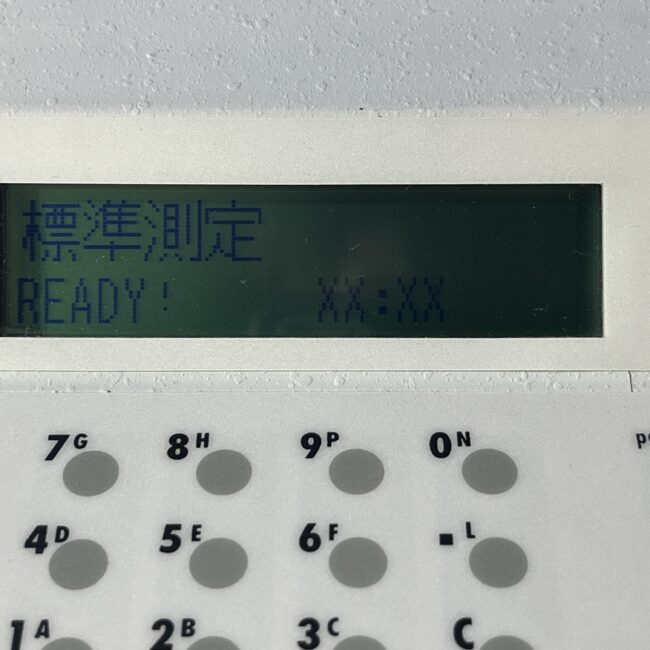 標準測定
READY! XX:XX
7G 8H 9P 0N
4D 5E 6F .L
1A 2B 3C C